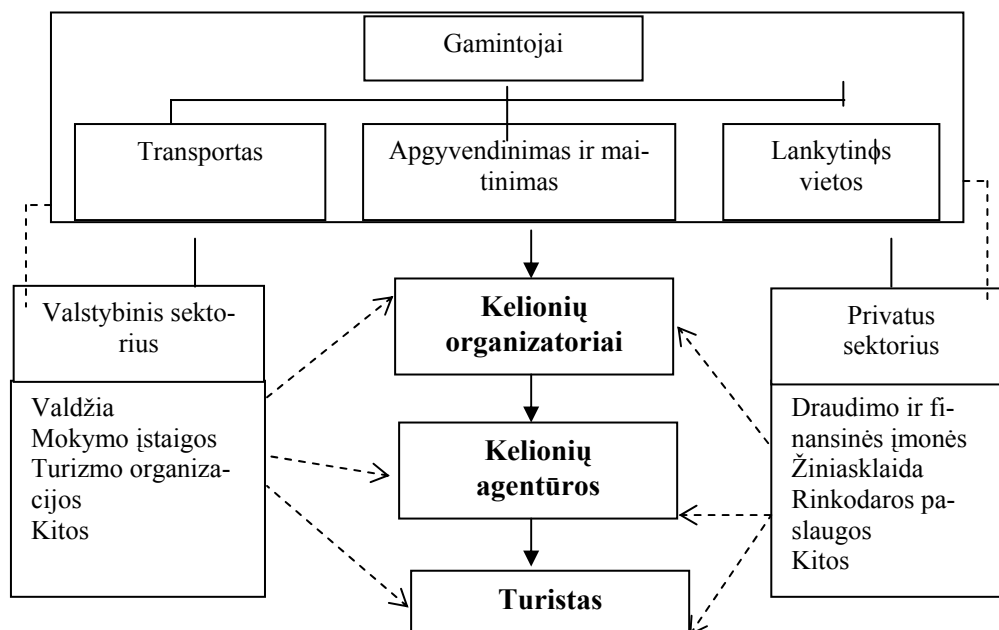 Gamintojai
Transportas
Apgyvendinimas ir mai-
tinimas
Lankytinos
vietos
Valstybinis sekto-
rius
Valdžia
Mokymo įstaigos
Turizmo organiza-
cijos
Kitos
Kelionių
organizatoriai
Kelionių
agentūros
Turistas
Privatus
sektorius
Draudimo ir fi-
nansinės įmonės
Žiniasklaida
Rinkodaros pa-
slaugos
Kitos